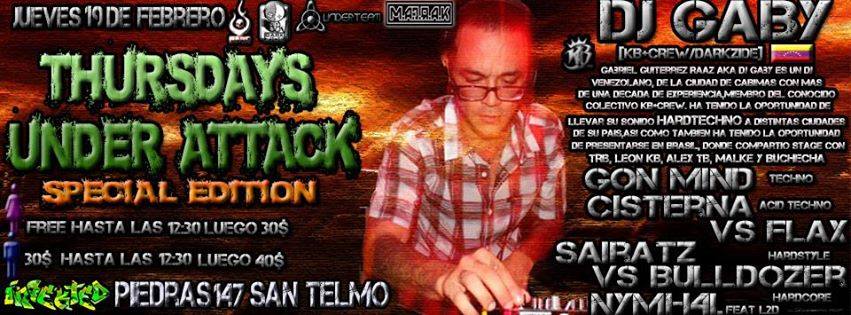 JUEVES 19 DE FEBRERO
UNDERTEAM
M.A.T.R.A.K
THURSDAYS
UNDER ATTACK
SPECIAL EDITION
FREE HASTA LAS 12:30 LUEGO 30$
30$ HASTA LAS 12:30 LUEGO 40$
INFECTED PIEDRAS 147 SAN TELMO
DJ GABY
KB
[KB+CREW/DARKZIDE]
GABRIEL GUITERREZ RAAZ AKA DJ GABY ES UN DJ
VENEZOLANO, DE LA CIUDAD DE CABIMAS CON MAS
DE UNA DECADA DE EXPERIENCIA,MIEMBRO DEL CONOCIDO
COLECTIVO KB+CREW. HA TENIDO LA OPORTUNIDAD DE
LLEVAR SU SONIDO HARDTECHNO A DISTINTAS CIUDADES
DE SU PAIS,ASI COMO TAMBIEN HA TENIDO LA OPORTUNIDAD
DE PRESENTARSE EN BRASIL, DONDE COMPARTIO STAGE CON
TRB, LEON KB, ALEX TB, MALKE Y BUCHECHA
GON MIND TECHNO
CISTERNA ACID TECHNO
VS FLAX
SAIRATZ HARDSTYLE
VS BULLDOZER
NYMH4L FEAT L2D HARDCORE